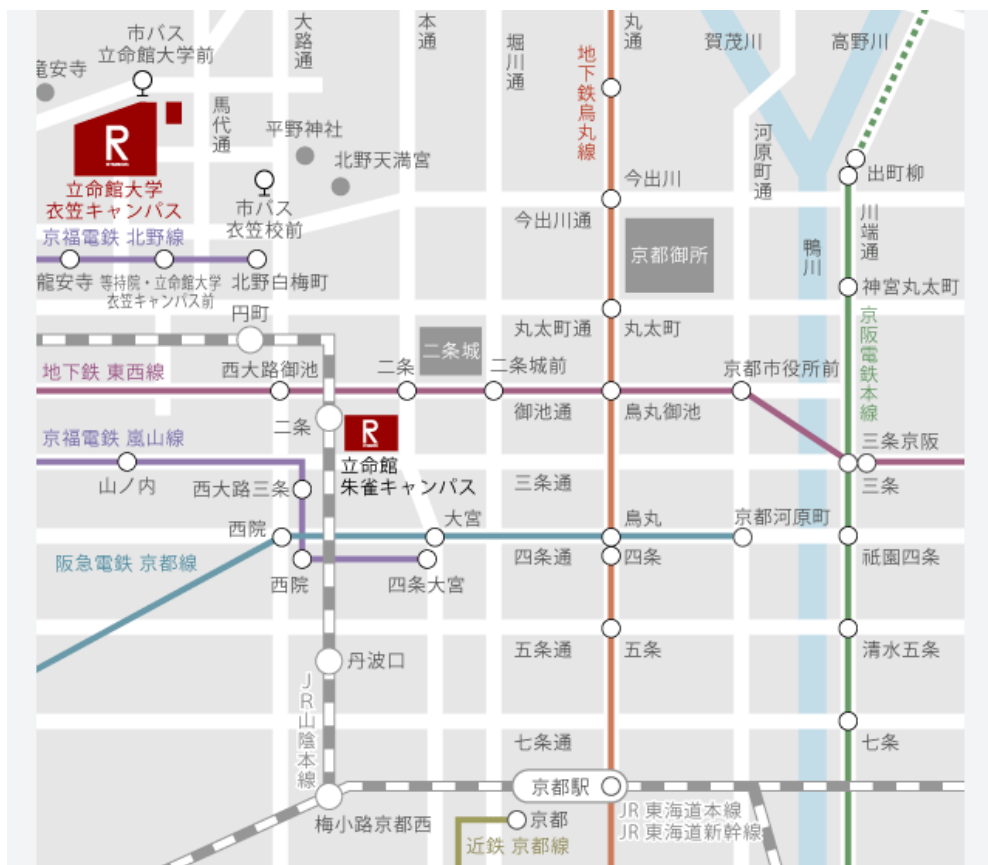 市バス
立命館大学前
竜安寺
大路通
本通
堀川通
地下鉄烏丸線
丸通
賀茂川
高野川
馬代通
平野神社
北野天満宮
R
立命館大学
衣笠キャンパス
市バス
衣笠校前
今出川
今出川通
河原町通
出町柳
川端通
京都御所
鴨川
京福電鉄 北野線
龍安寺
等持院・立命館大学
衣笠キャンパス前
北野白梅町
神宮丸太町
円町
丸太町通
丸太町
京阪電鉄本線
二条城
地下鉄 東西線
西大路御池
二条
二条城前
京都市役所前
御池通
烏丸御池
二条
R
立命館
朱雀キャンパス
京福電鉄 嵐山線
山ノ内
西大路三条
三条通
三条京阪
三条
西院
大宮
烏丸
京都河原町
阪急電鉄 京都線
西院
四条大宮
四条通
四条
祇園四条
五条通
五条
清水五条
丹波口
JR山陰本線
七条通
七条
京都駅
梅小路京都西
京都
近鉄 京都線
JR 東海道本線
JR 東海道新幹線